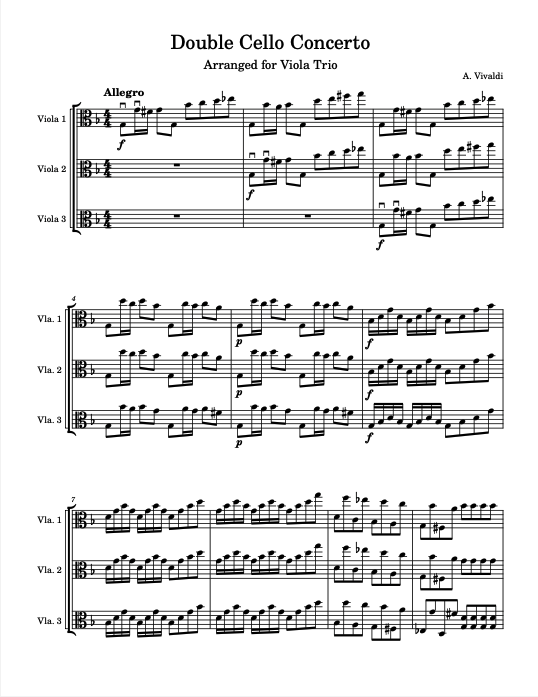 Double Cello Concerto
Arranged for Viola Trio
A. Vivaldi
Allegro
Viola 1
f
Viola 2
f
Viola 3
f
4
Vla. 1
p
f
Vla. 2
p
f
Vla. 3
p
f
7
Vla. 1
Vla. 2
Vla. 3